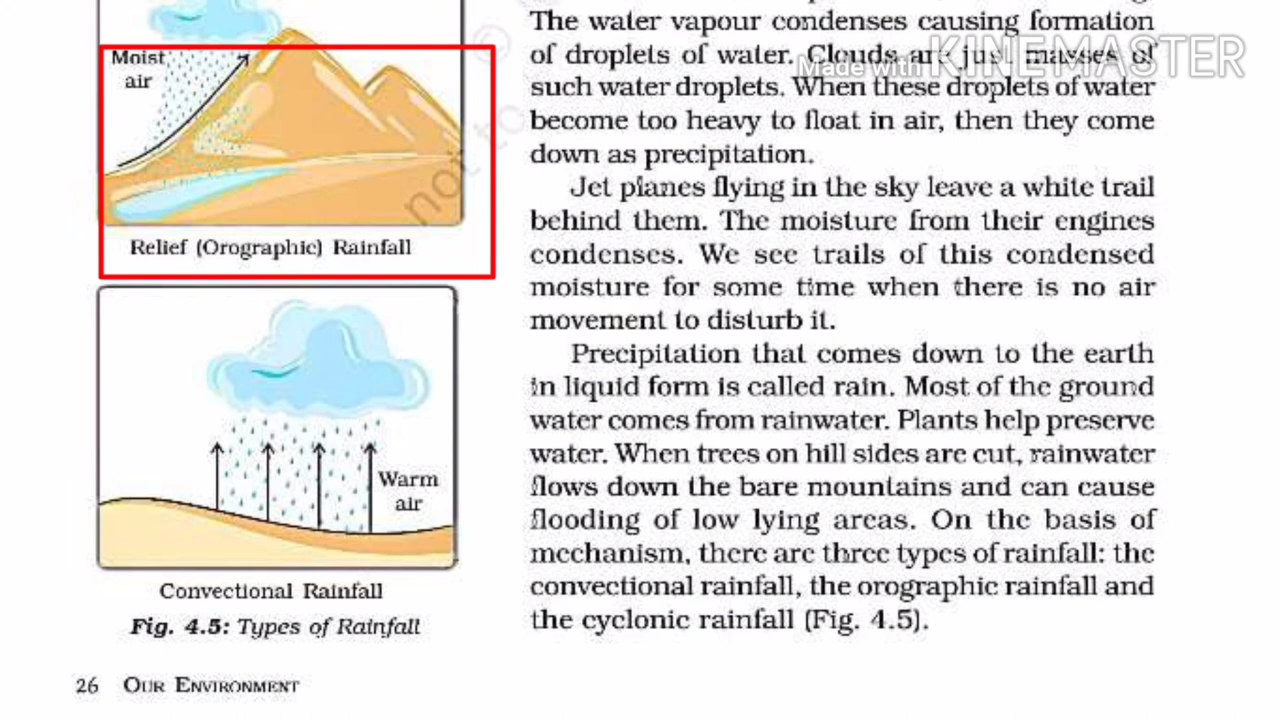 Moist
air
Relief (Orographic) Rainfall
Warm
air
Convectional Rainfall
Fig. 4.5: Types of Rainfall
26 OUR ENVIRONMENT
The water vapour condenses causing formation
of droplets of water. Clouds are just masses of
such water droplets. When these droplets of water
become too heavy to float in air, then they come
down as precipitation.
Jet planes flying in the sky leave a white trail
behind them. The moisture from their engines
condenses. We see trails of this condensed
moisture for some time when there is no air
movement to disturb it.
Precipitation that comes down to the earth
in liquid form is called rain. Most of the ground
water comes from rainwater. Plants help preserve
water. When trees on hill sides are cut, rainwater
flows down the bare mountains and can cause
flooding of low lying areas. On the basis of
mechanism, there are three types of rainfall: the
convectional rainfall, the orographic rainfall and
the cyclonic rainfall (Fig. 4.5).
Made with KINEMASTER
©
not to